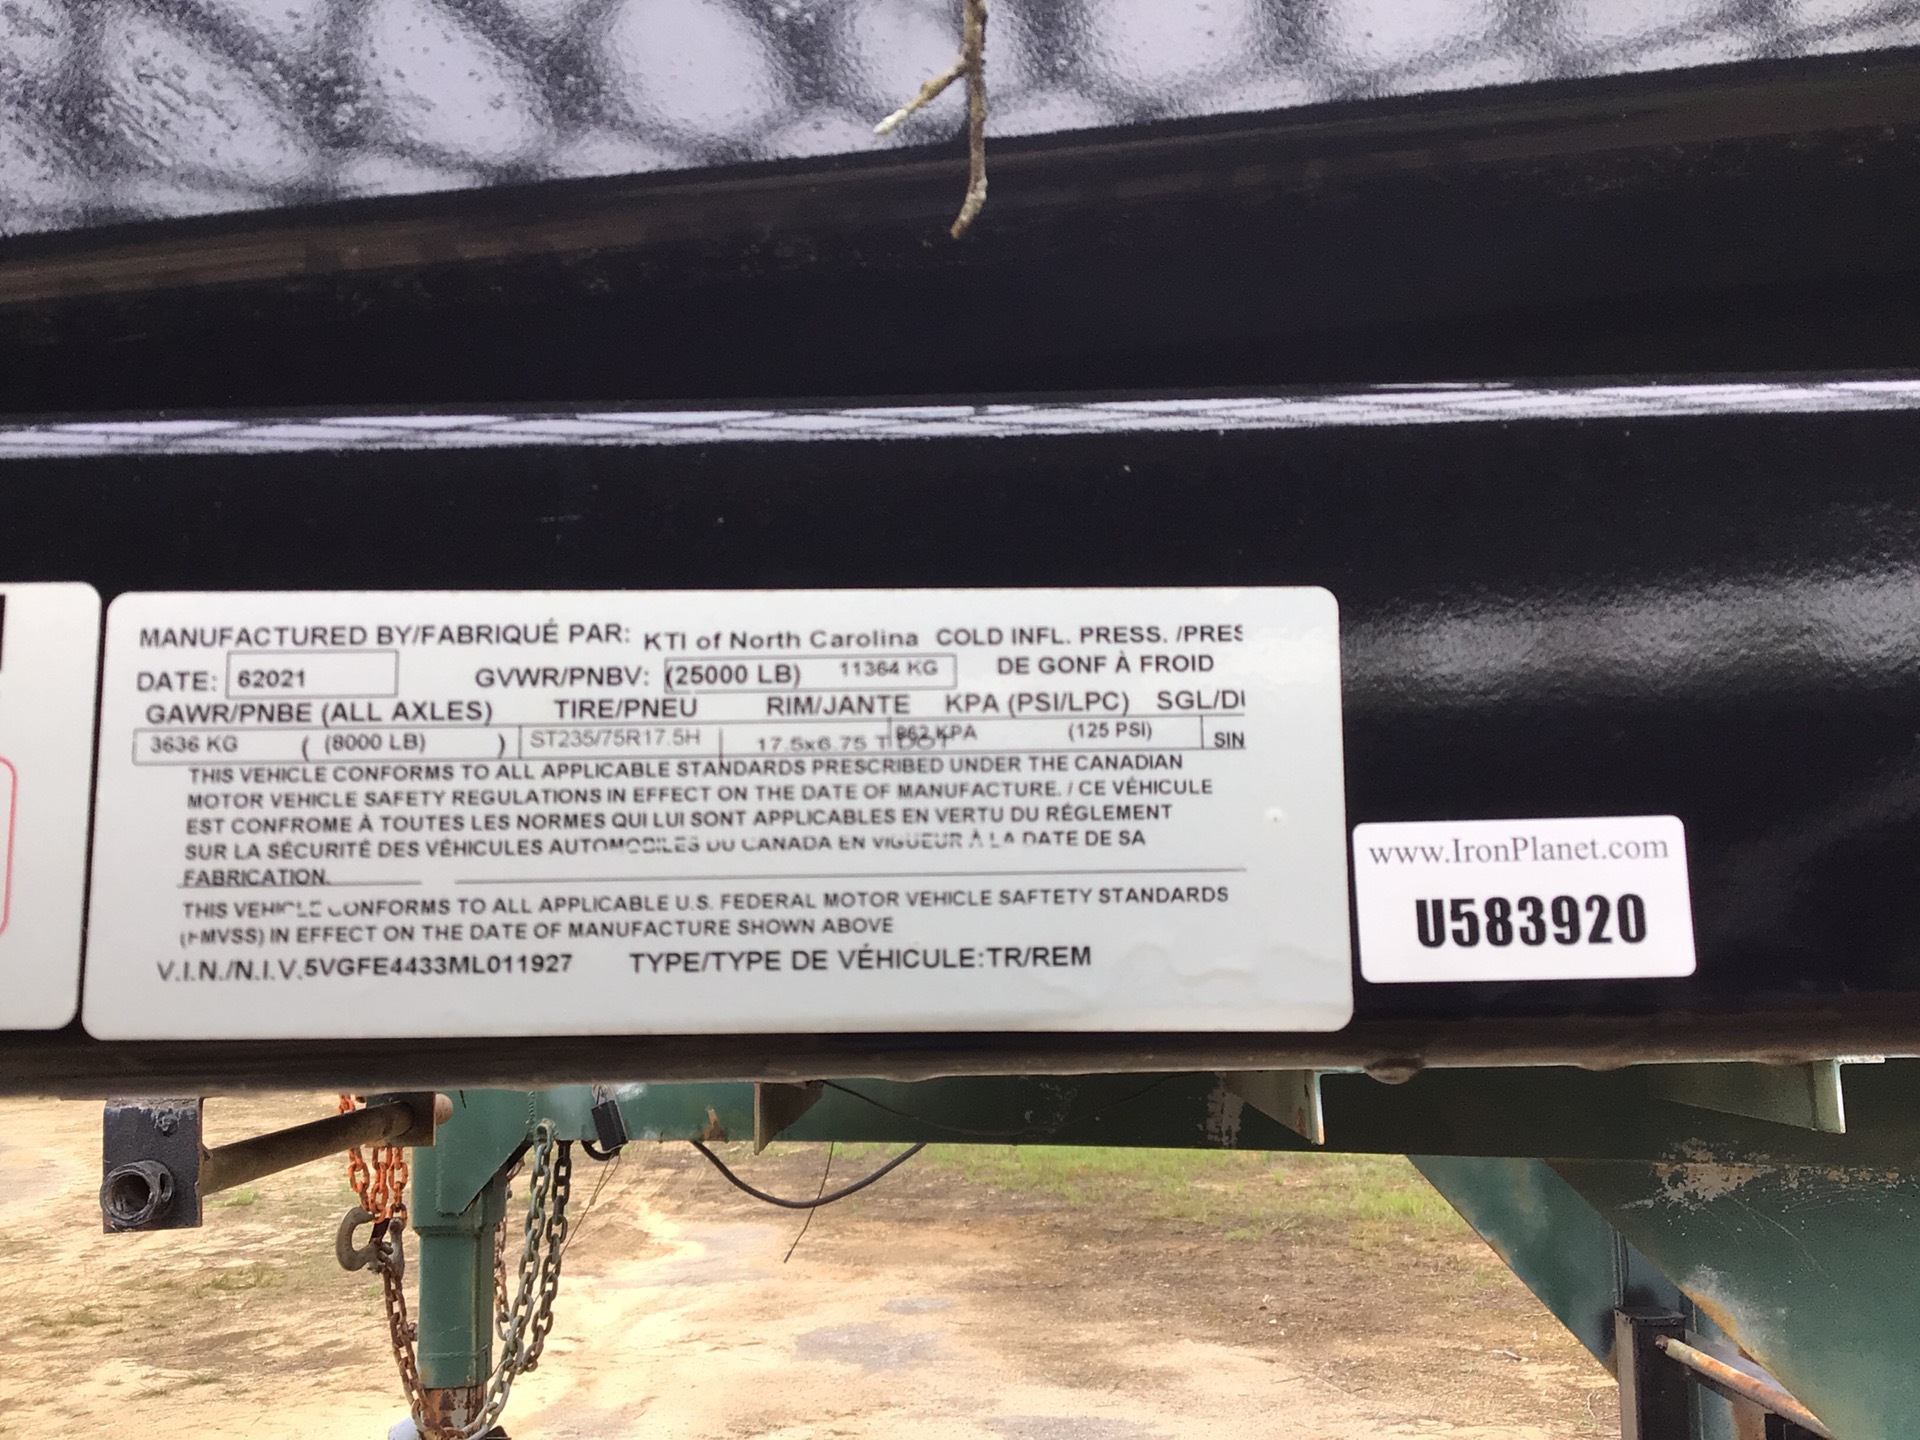 MANUFACTURED BY/FABRIQUÉ PAR: KTI of North Carolina COLD INFL. PRESS. /PRES
DATE: 62021 GVWR/PNBV: (25000 LB) 11364 KG DE GONF À FROID
GAWR/PNBE (ALL AXLES) TIRE/PNEU RIM/JANTE KPA (PSI/LPC) SGL/DU
3636 KG ( (8000 LB) ) ST235/75R17.5H 17.5x6.75 T DOT 862 KPA (125 PSI) SIN
THIS VEHICLE CONFORMS TO ALL APPLICABLE STANDARDS PRESCRIBED UNDER THE CANADIAN
MOTOR VEHICLE SAFETY REGULATIONS IN EFFECT ON THE DATE OF MANUFACTURE. / CE VÉHICULE
EST CONFROME À TOUTES LES NORMES QUI LUI SONT APPLICABLES EN VERTU DU RÉGLEMENT
SUR LA SÉCURITÉ DES VÉHICULES AUTOMOBILES DU CANADA EN VIGUEUR À LA DATE DE SA
FABRICATION.
THIS VEHICLE CONFORMS TO ALL APPLICABLE U.S. FEDERAL MOTOR VEHICLE SAFTETY STANDARDS
(FMVSS) IN EFFECT ON THE DATE OF MANUFACTURE SHOWN ABOVE
V.I.N./N.I.V. 5VGFE4433ML011927 TYPE/TYPE DE VÉHICULE: TR/REM
www.IronPlanet.com
U583920